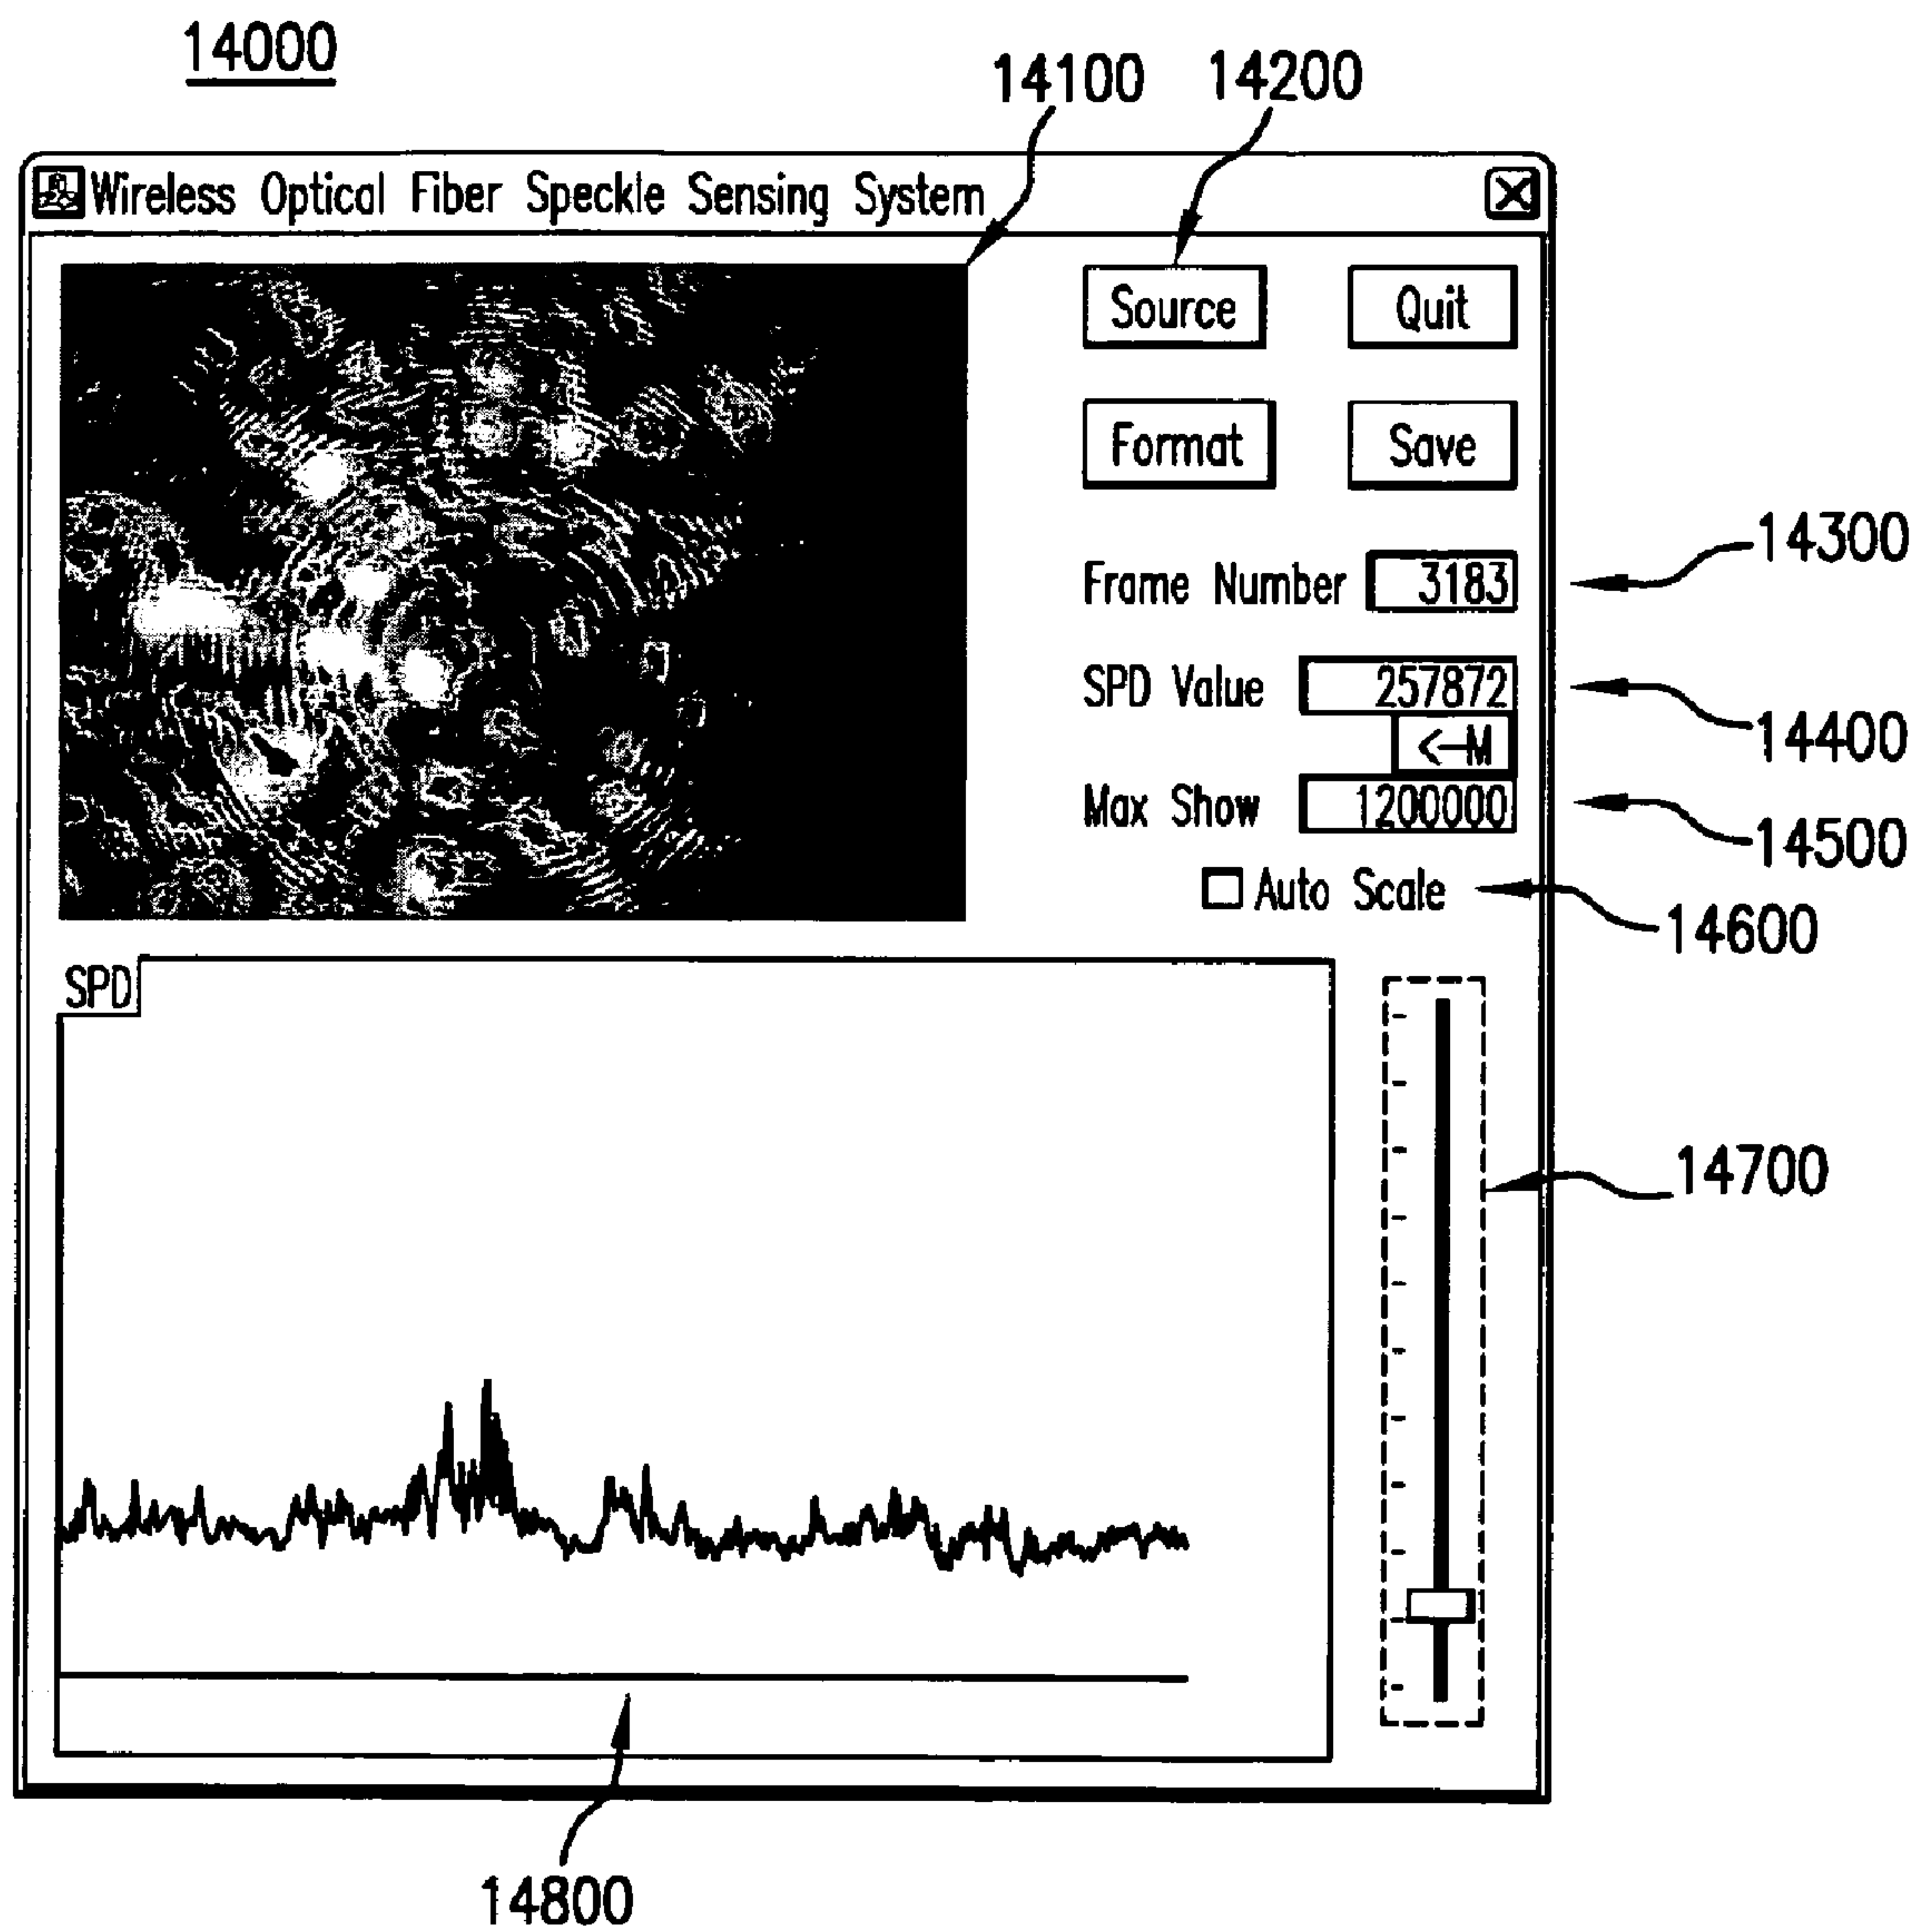 14000
14100 14200
Wireless Optical Fiber Speckle Sensing System
Source Quit
Format Save
14300
Frame Number 3183
SPD Value 257872
14400
<-M
Max Show 1200000
14500
Auto Scale
14600
SPD
14700
14800